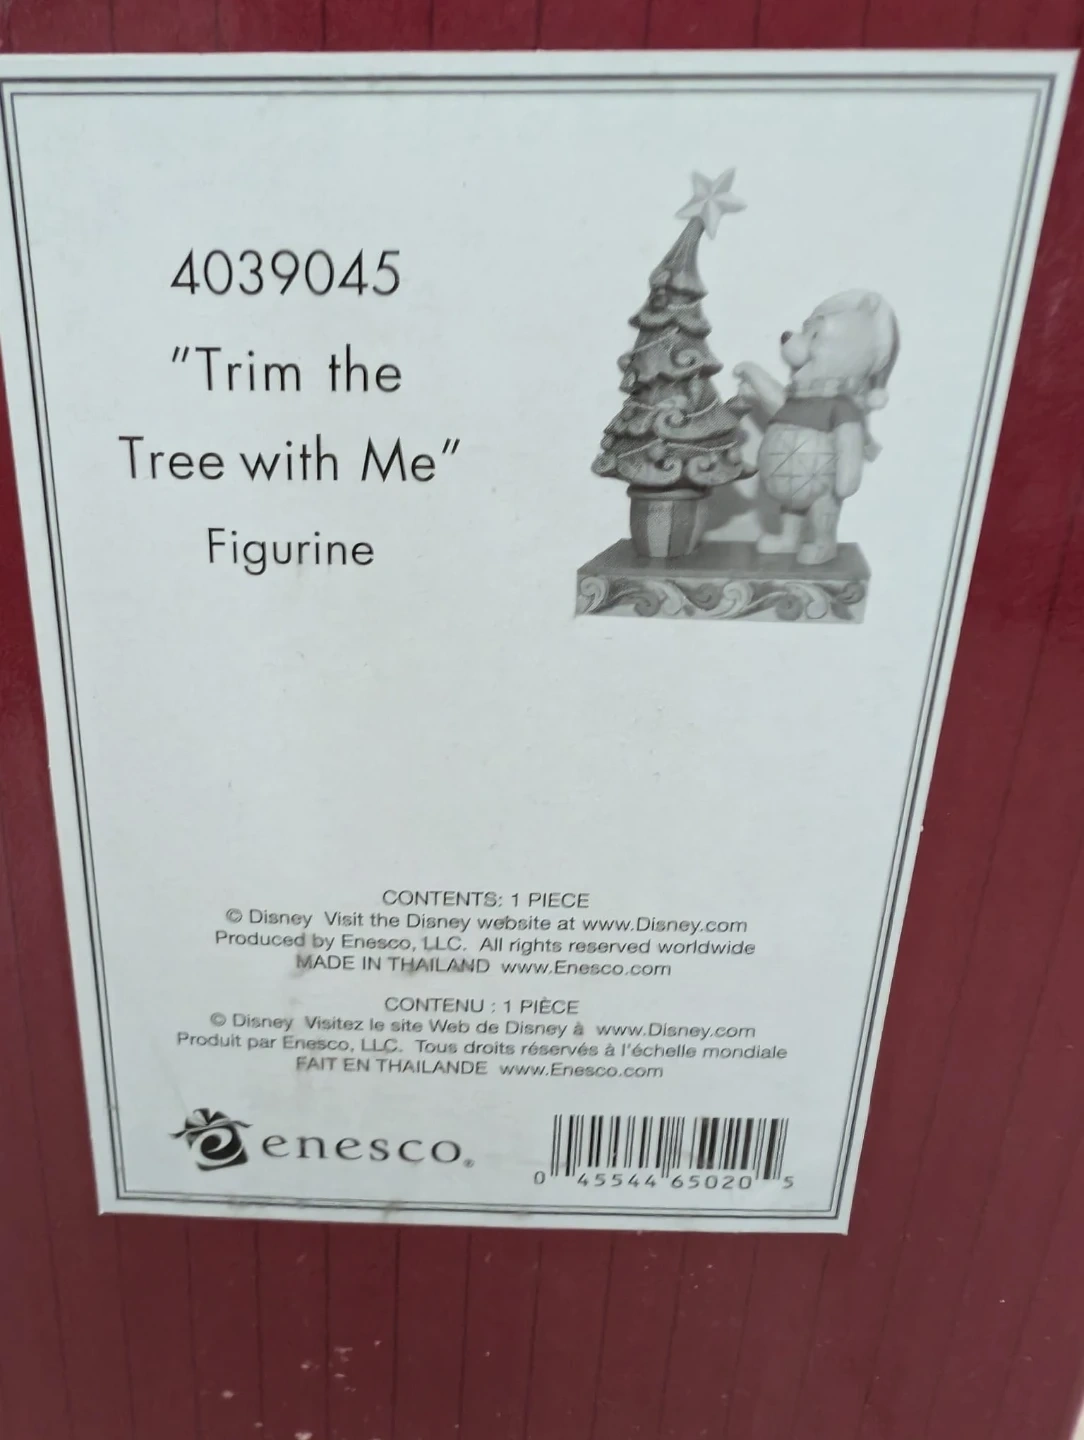 4039045
"Trim the
Tree with Me"
Figurine
CONTENTS: 1 PIECE
© Disney Visit the Disney website at www.Disney.com
Produced by Enesco, LLC. All rights reserved worldwide
MADE IN THAILAND www.Enesco.com
CONTENU : 1 PIÈCE
© Disney Visitez le site Web de Disney à www.Disney.com
Produit par Enesco, LLC. Tous droits réservés à l'échelle mondiale
FAIT EN THAILANDE www.Enesco.com
enesco®
0 45544 65020 5